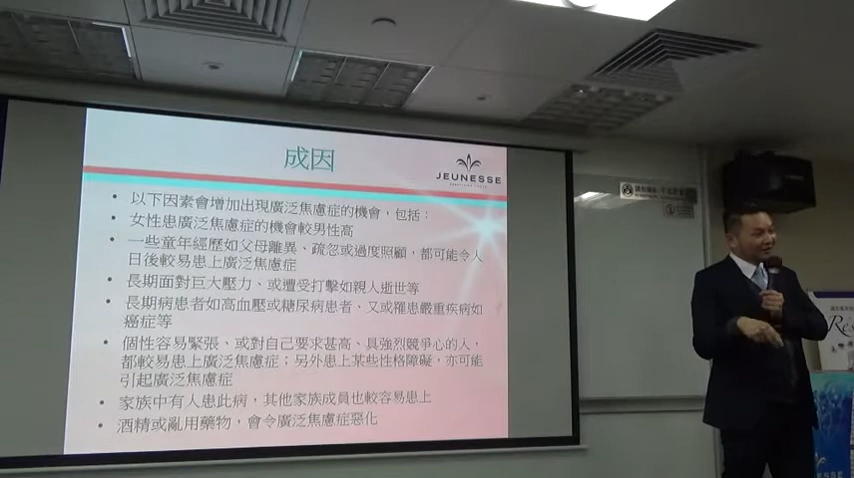 成因
JEUNESSE
• 以下因素會增加出現廣泛焦慮症的機會，包括：
• 女性患廣泛焦慮症的機會較男性高
• 一些童年經歷如父母離異、疏忽或過度照顧，都可能令人
日後較易患上廣泛焦慮症
• 長期面對巨大壓力、或遭受打擊如親人逝世等
• 長期病患者如高血壓或糖尿病患者、又或罹患嚴重疾病如
癌症等
• 個性容易緊張、或對自己要求甚高、具強烈競爭心的人，
都較易患上廣泛焦慮症；另外患上某些性格障礙，亦可能
引起廣泛焦慮症
• 家族中有人患此病，其他家族成員也較容易患上
• 酒精或亂用藥物，會令廣泛焦慮症惡化